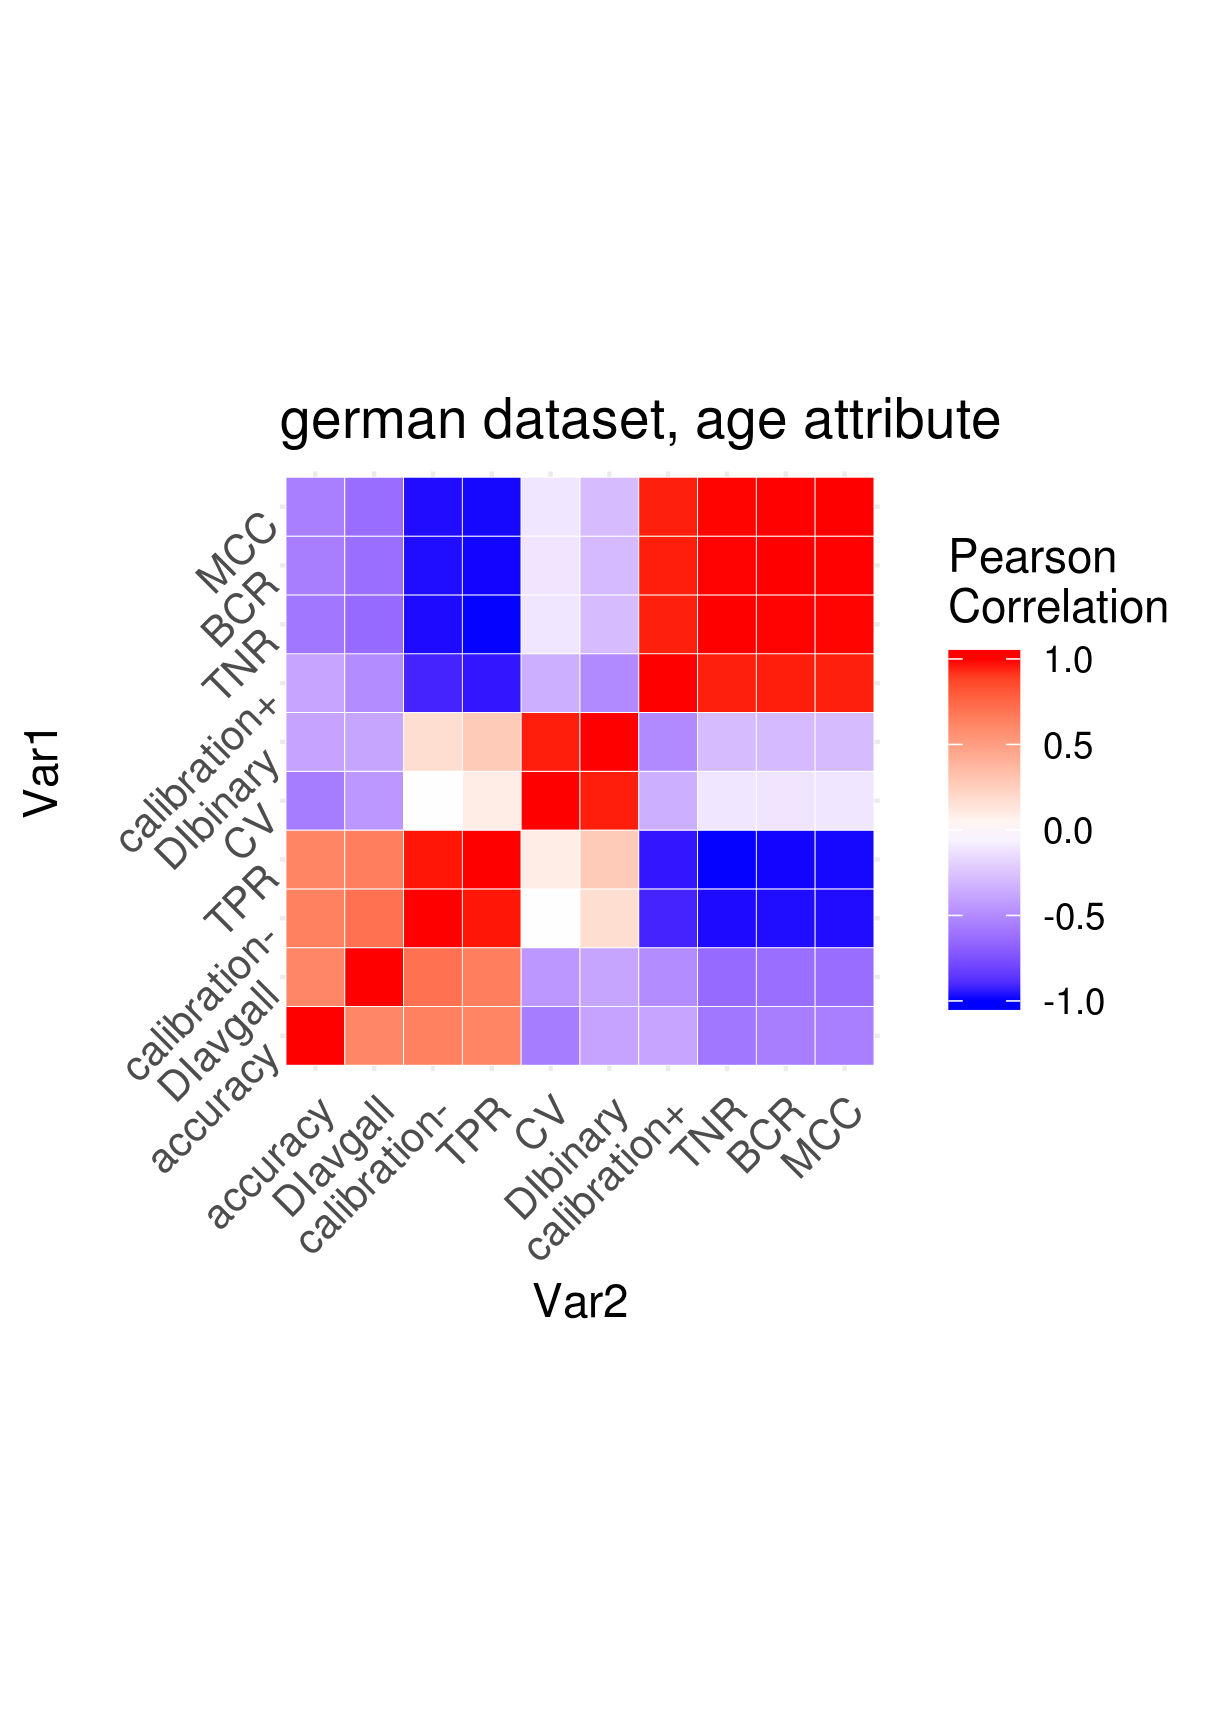 german dataset, age attribute
Var1
MCC
BCR
TNR
calibration+
DIbinary
CV
TPR
calibration-
DIavgall
accuracy
accuracy
DIavgall
calibration-
TPR
CV
DIbinary
calibration+
TNR
BCR
MCC
Var2
Pearson
Correlation
1.0
0.5
0.0
-0.5
-1.0